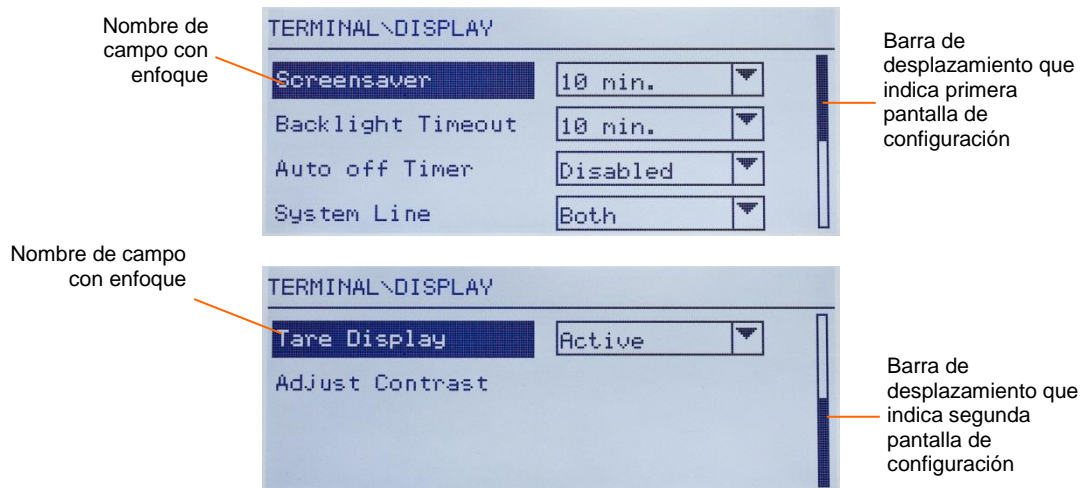 Nombre de
campo con
enfoque
TERMINAL\DISPLAY
Screensaver 10 min.
Backlight Timeout 10 min.
Auto off Timer Disabled
System Line Both
Barra de
desplazamiento que
indica primera
pantalla de
configuración
Nombre de campo
con enfoque
TERMINAL\DISPLAY
Tare Display Active
Adjust Contrast
Barra de
desplazamiento que
indica segunda
pantalla de
configuración